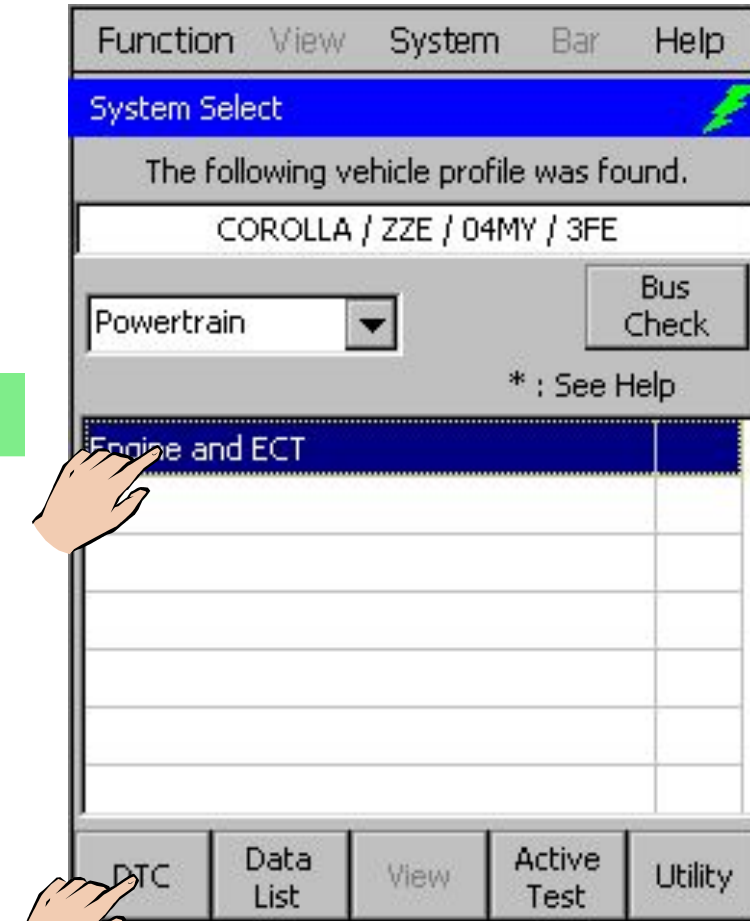 Function View System Bar Help
System Select
The following vehicle profile was found.
COROLLA / ZZE / 04MY / 3FE
Powertrain
Bus
Check
* : See Help
Engine and ECT
DTC
Data
List
View
Active
Test
Utility